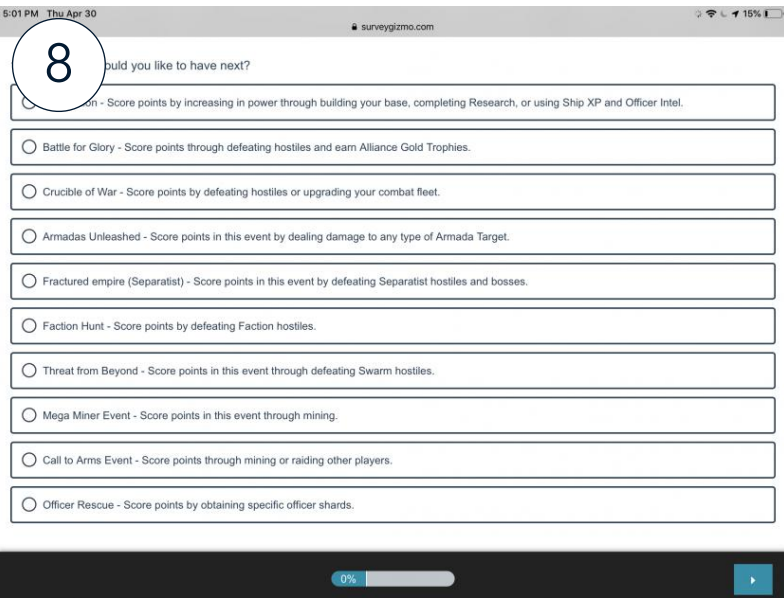 5:01 PM Thu Apr 30
15%
surveygizmo.com
8
ould you like to have next?
on - Score points by increasing in power through building your base, completing Research, or using Ship XP and Officer Intel.
Battle for Glory - Score points through defeating hostiles and earn Alliance Gold Trophies.
Crucible of War - Score points by defeating hostiles or upgrading your combat fleet.
Armadas Unleashed - Score points in this event by dealing damage to any type of Armada Target.
Fractured empire (Separatist) - Score points in this event by defeating Separatist hostiles and bosses.
Faction Hunt - Score points by defeating Faction hostiles.
Threat from Beyond - Score points in this event through defeating Swarm hostiles.
Mega Miner Event - Score points in this event through mining.
Call to Arms Event - Score points through mining or raiding other players.
Officer Rescue - Score points by obtaining specific officer shards.
0%